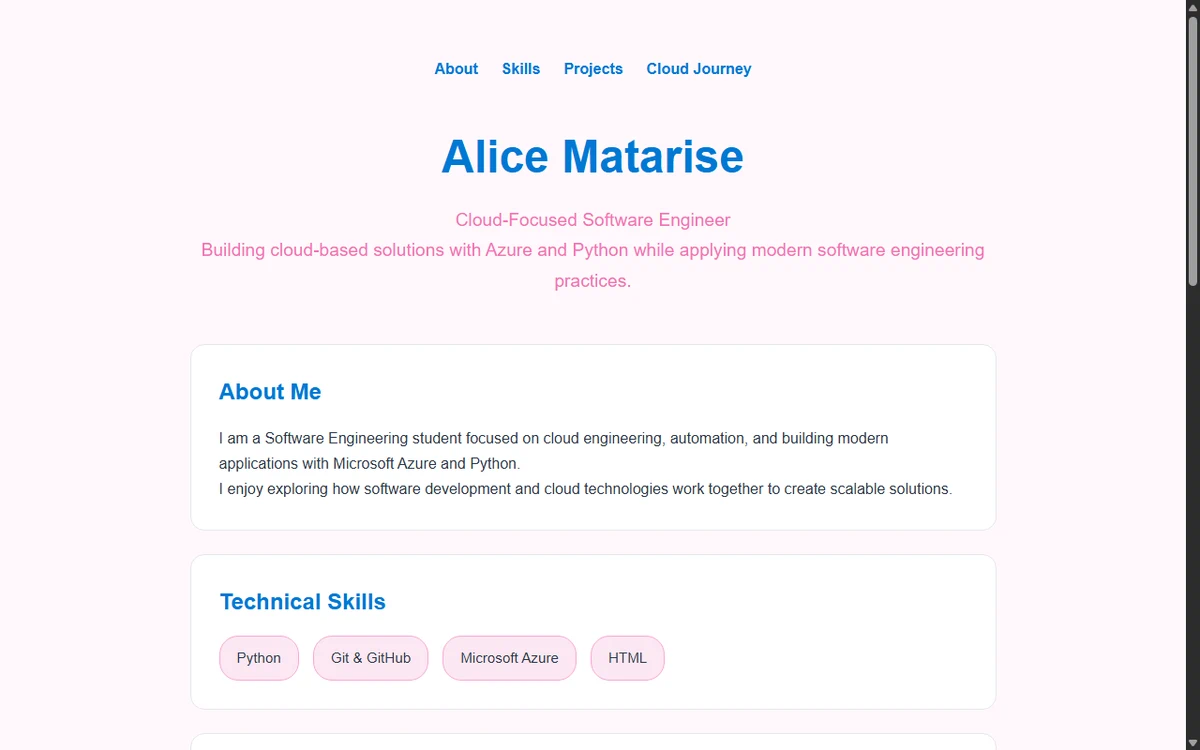 About Skills Projects Cloud Journey
Alice Matarise
Cloud-Focused Software Engineer
Building cloud-based solutions with Azure and Python while applying modern software engineering
practices.
About Me
I am a Software Engineering student focused on cloud engineering, automation, and building modern
applications with Microsoft Azure and Python.
I enjoy exploring how software development and cloud technologies work together to create scalable solutions.
Technical Skills
Python Git & GitHub Microsoft Azure HTML